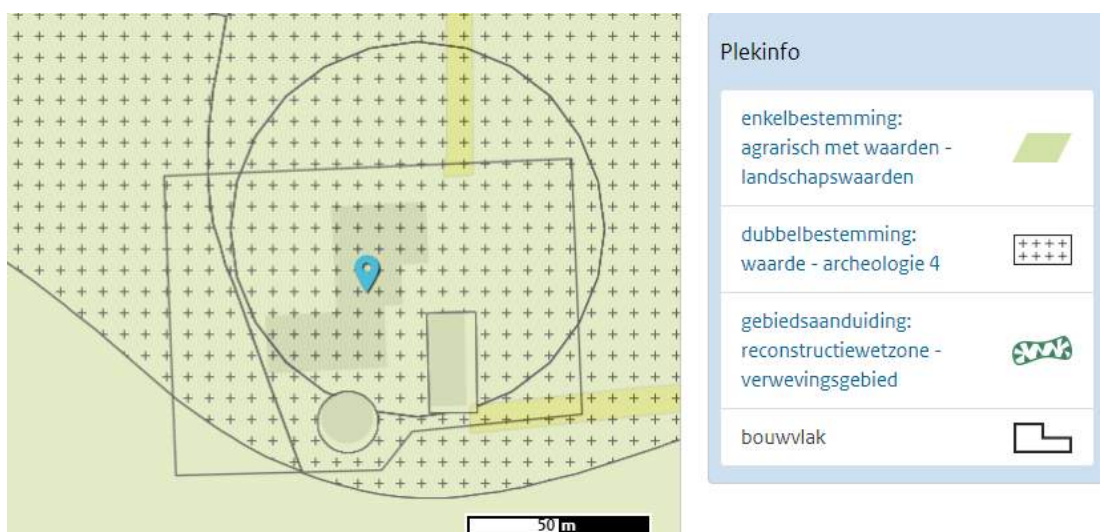 Plekinfo
enkelbestemming:
agrarisch met waarden -
landschapswaarden
dubbelbestemming:
waarde - archeologie 4
gebiedsaanduiding:
reconstructiewetzone -
verwevingsgebied
bouwvlak
50 m